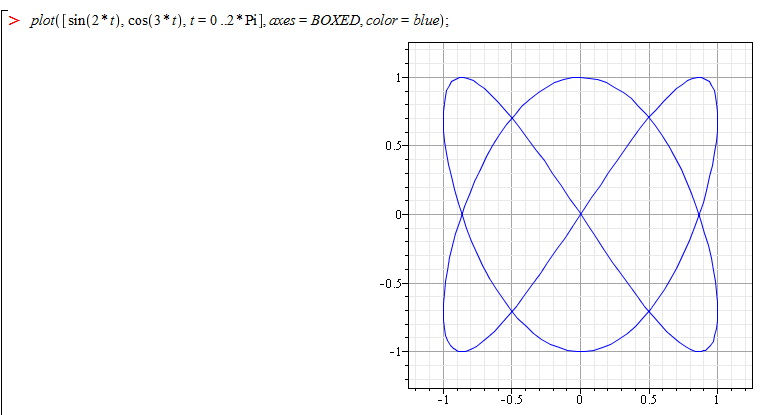 > plot([sin(2*t), cos(3*t), t = 0..2*Pi], axes = BOXED, color = blue);
1
0.5
0
-0.5
-1
-1 -0.5 0 0.5 1